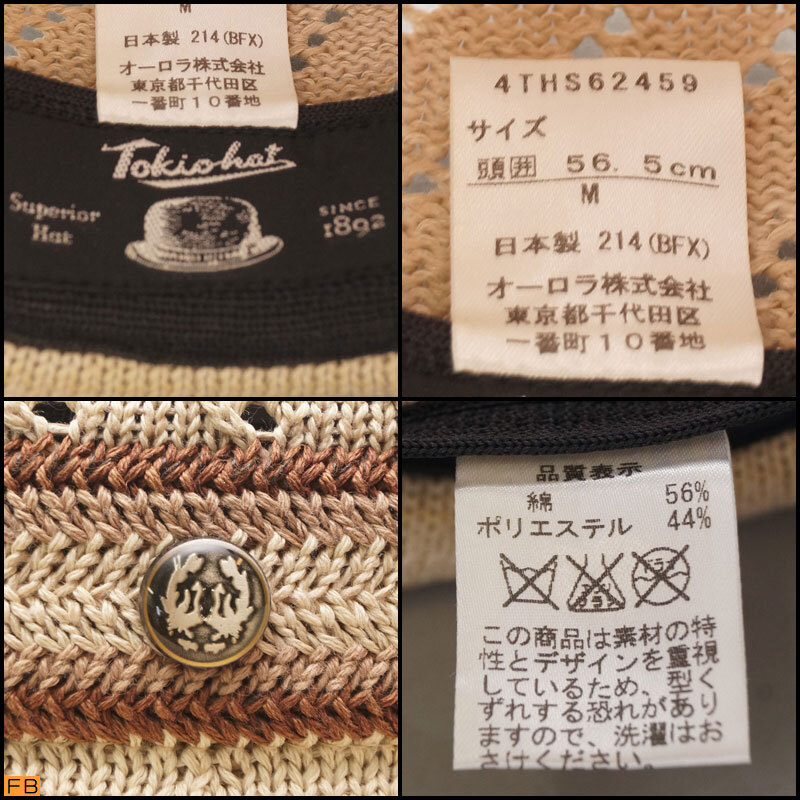 M
日本製 214(BFX)
オーロラ株式会社
東京都千代田区
一番町10番地
Tokiohat
Superior
Hat
SINCE
1892
4THS62459
サイズ
頭囲 56.5cm
M
日本製 214(BFX)
オーロラ株式会社
東京都千代田区
一番町10番地
品質表示
綿 56%
ポリエステル 44%
この商品は素材の特
性とデザインを重視
しているため、型く
ずれする恐れがあり
ますので、洗濯はお
さけください。
FB